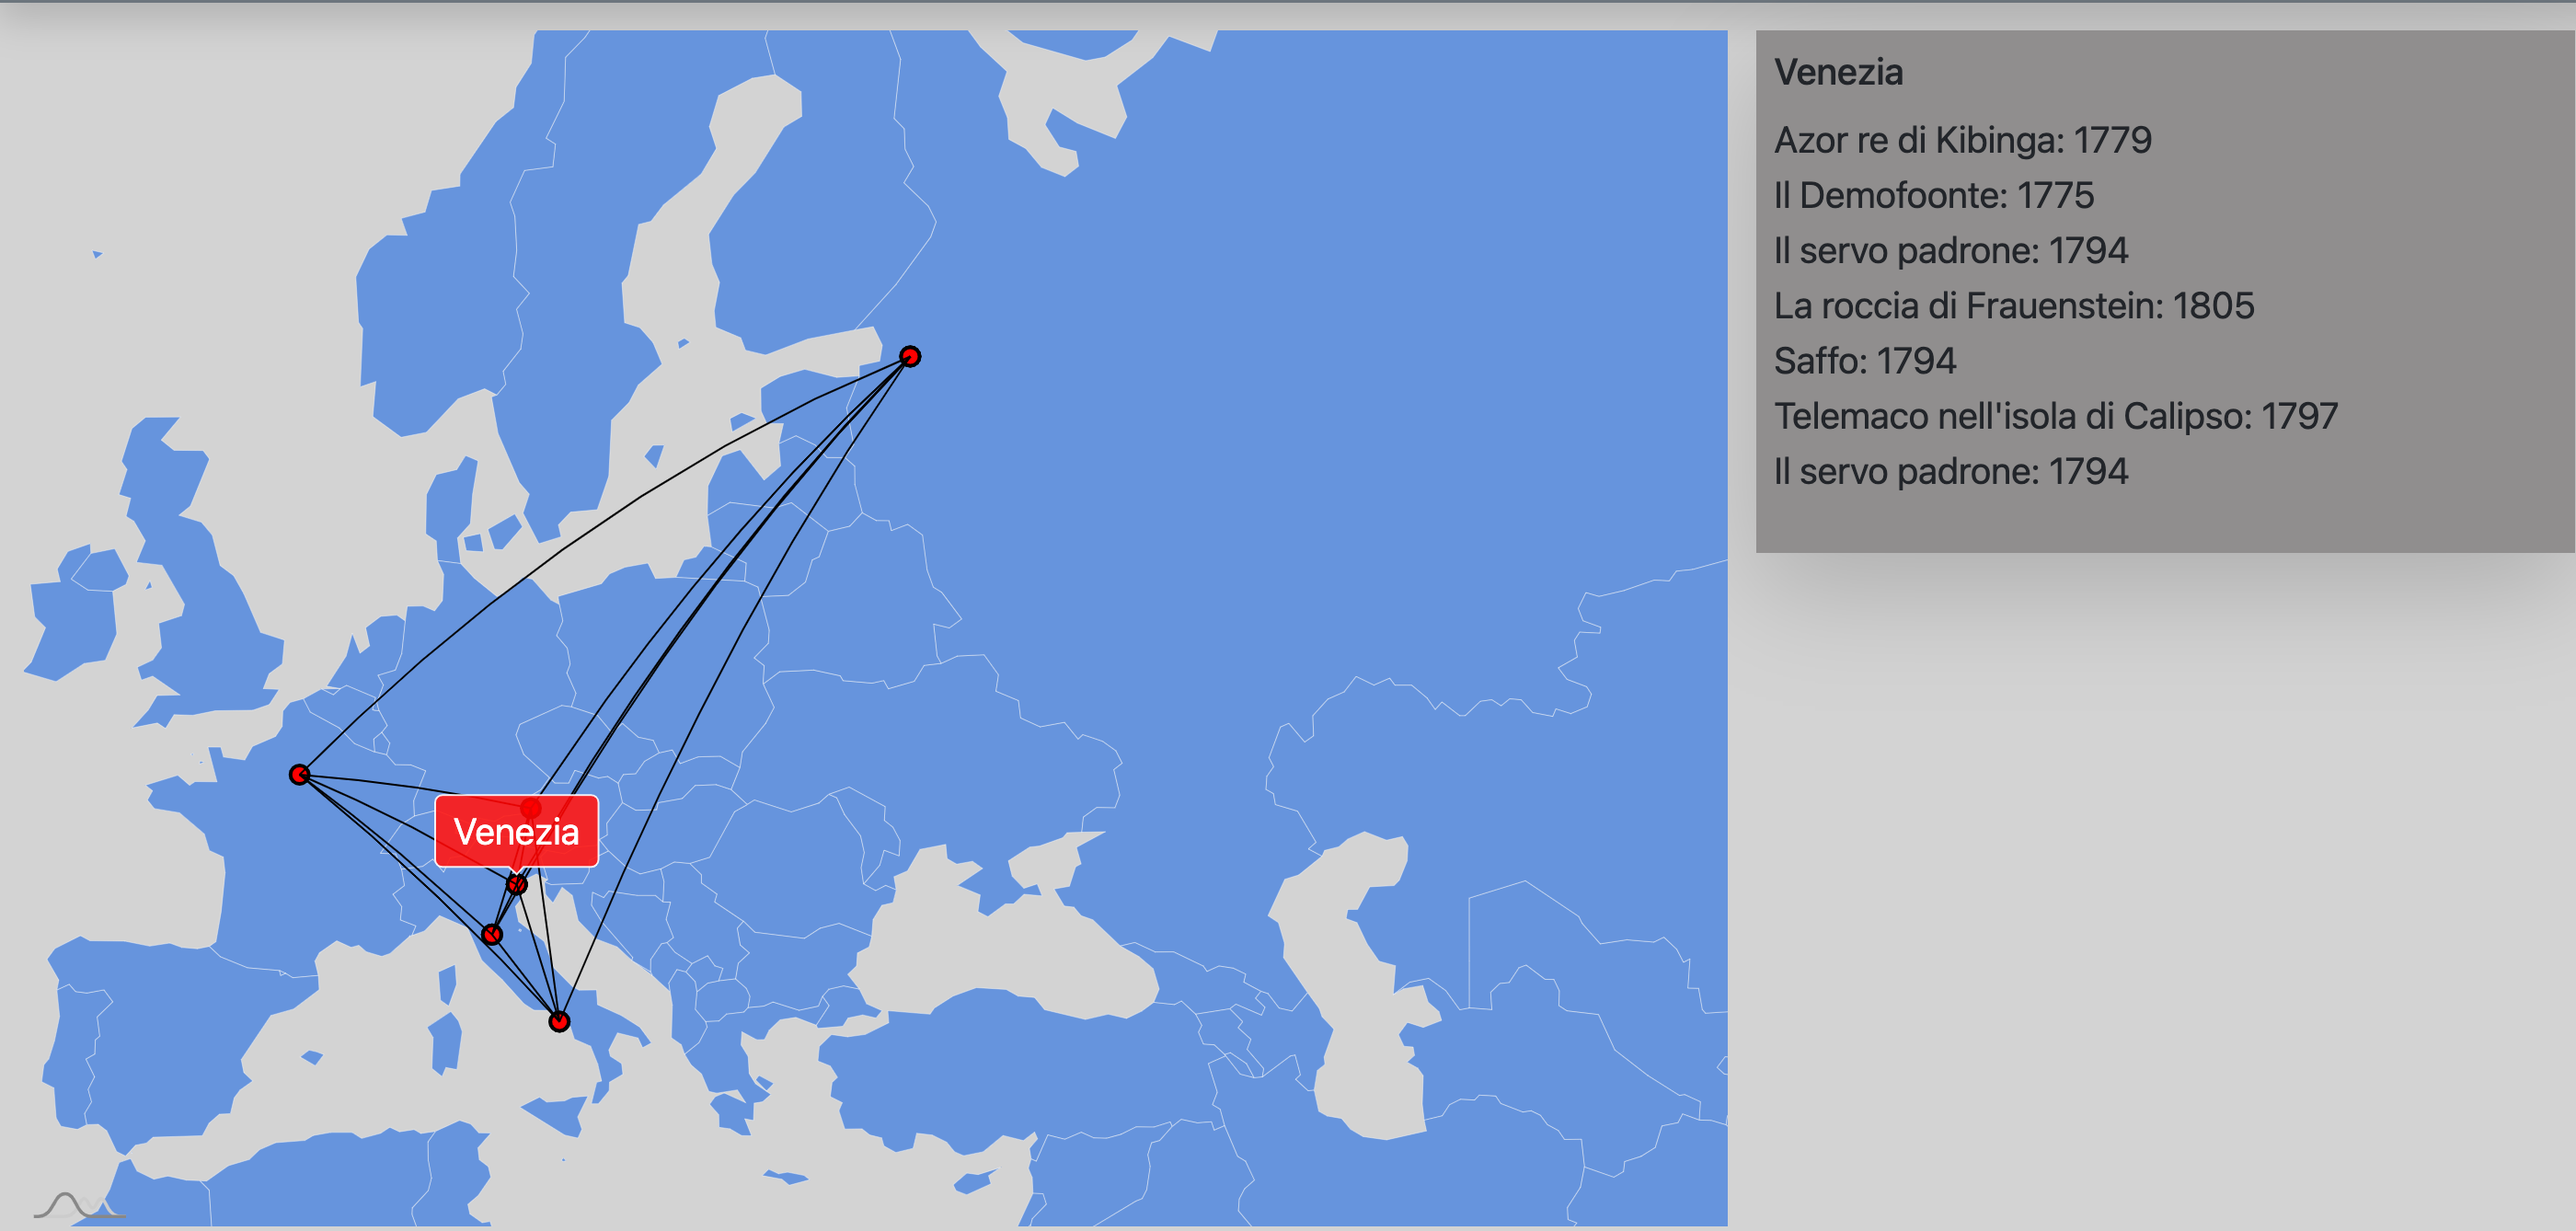 Venezia
Venezia
Azor re di Kibinga: 1779
Il Demofoonte: 1775
Il servo padrone: 1794
La roccia di Frauenstein: 1805
Saffo: 1794
Telemaco nell'isola di Calipso: 1797
Il servo padrone: 1794